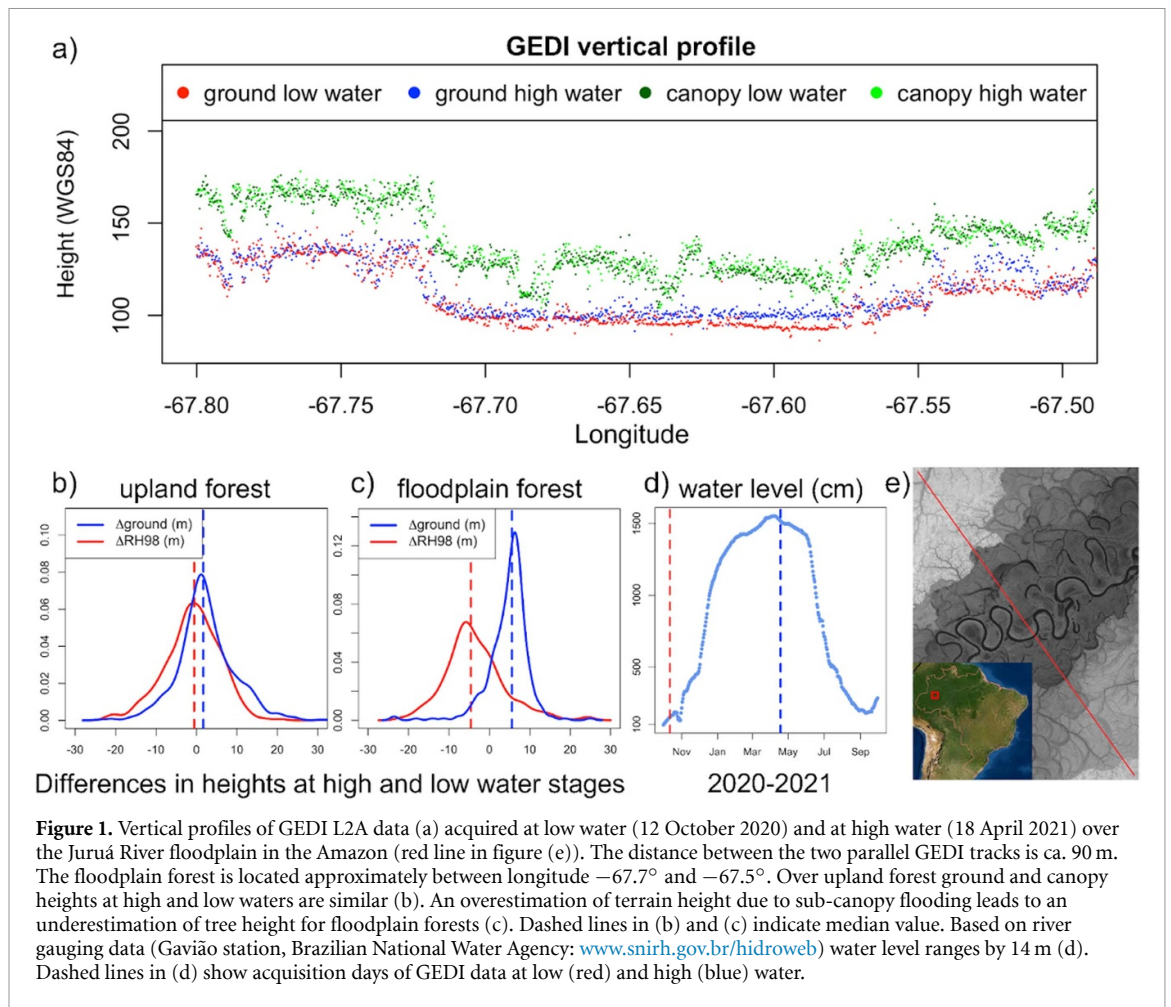 a)
GEDI vertical profile
ground low water ground high water canopy low water canopy high water
Height (WGS84)
200
150
100
-67.80 -67.75 -67.70 -67.65 -67.60 -67.55 -67.50
Longitude
b) upland forest
Δground (m)
ΔRH98 (m)
0.10
0.08
0.06
0.04
0.02
0.00
-30 -20 -10 0 10 20 30
c) floodplain forest
Δground (m)
ΔRH98 (m)
0.12
0.08
0.04
0.00
-30 -20 -10 0 10 20 30
Differences in heights at high and low water stages
d) water level (cm)
1500
1000
500
100
Nov Jan Mar May Jul Sep
2020-2021
e)
Figure 1. Vertical profiles of GEDI L2A data (a) acquired at low water (12 October 2020) and at high water (18 April 2021) over
the Juruá River floodplain in the Amazon (red line in figure (e)). The distance between the two parallel GEDI tracks is ca. 90 m.
The floodplain forest is located approximately between longitude −67.7° and −67.5°. Over upland forest ground and canopy
heights at high and low waters are similar (b). An overestimation of terrain height due to sub-canopy flooding leads to an
underestimation of tree height for floodplain forests (c). Dashed lines in (b) and (c) indicate median value. Based on river
gauging data (Gavião station, Brazilian National Water Agency: www.snirh.gov.br/hidroweb) water level ranges by 14 m (d).
Dashed lines in (d) show acquisition days of GEDI data at low (red) and high (blue) water.